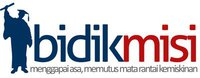 bidikmisi
menggapai asa, memutus mata rantai kemiskinan